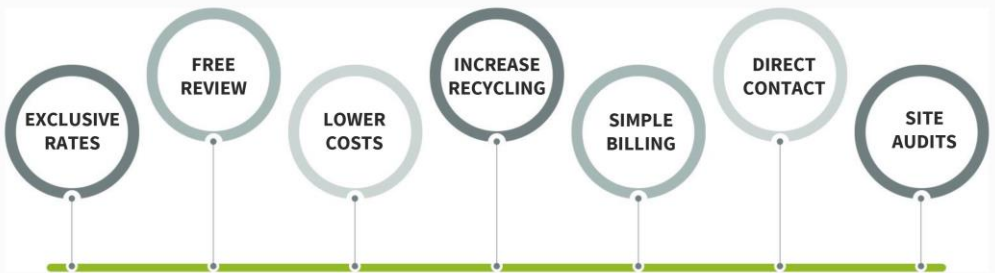 EXCLUSIVE
RATES
FREE
REVIEW
LOWER
COSTS
INCREASE
RECYCLING
SIMPLE
BILLING
DIRECT
CONTACT
SITE
AUDITS